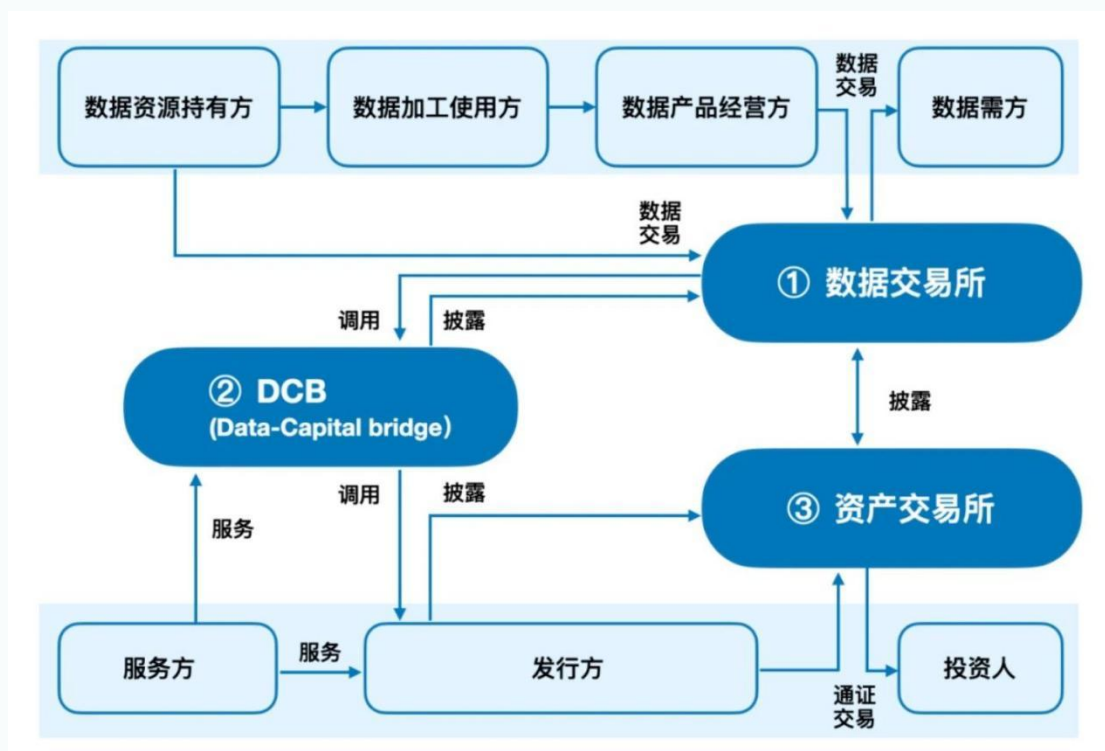 数据资源持有方
数据加工使用方
数据产品经营方
数据
交易
数据需方
数据
交易
① 数据交易所
调用
披露
② DCB
(Data-Capital bridge）
披露
调用
披露
③ 资产交易所
服务
服务方
服务
发行方
通证
交易
投资人